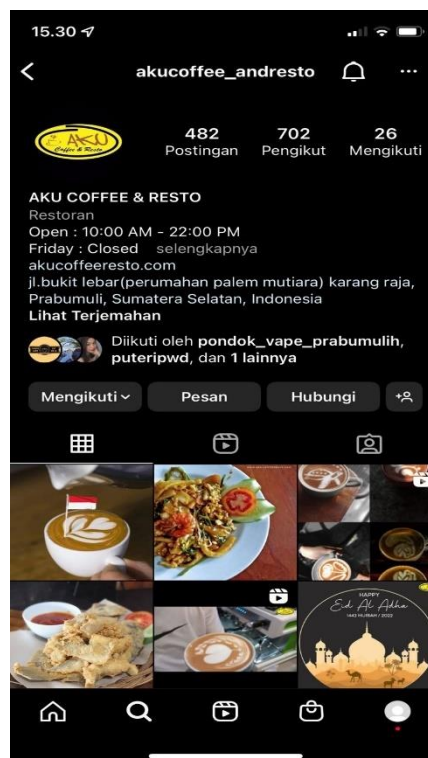 15.30
akucoffee_andresto
AKU
Coffee & Resto
482
702
26
Postingan
Pengikut
Mengikuti
AKU COFFEE & RESTO
Restoran
Open : 10:00 AM - 22:00 PM
Friday : Closed selengkapnya
akucoffeeresto.com
jl.bukit lebar(perumahan palem mutiara) karang raja,
Prabumuli, Sumatera Selatan, Indonesia
Lihat Terjemahan
Diikuti oleh pondok_vape_prabumulih,
puteripwd, dan 1 lainnya
Mengikuti
Pesan
Hubungi
HAPPY
Eid Al Adha